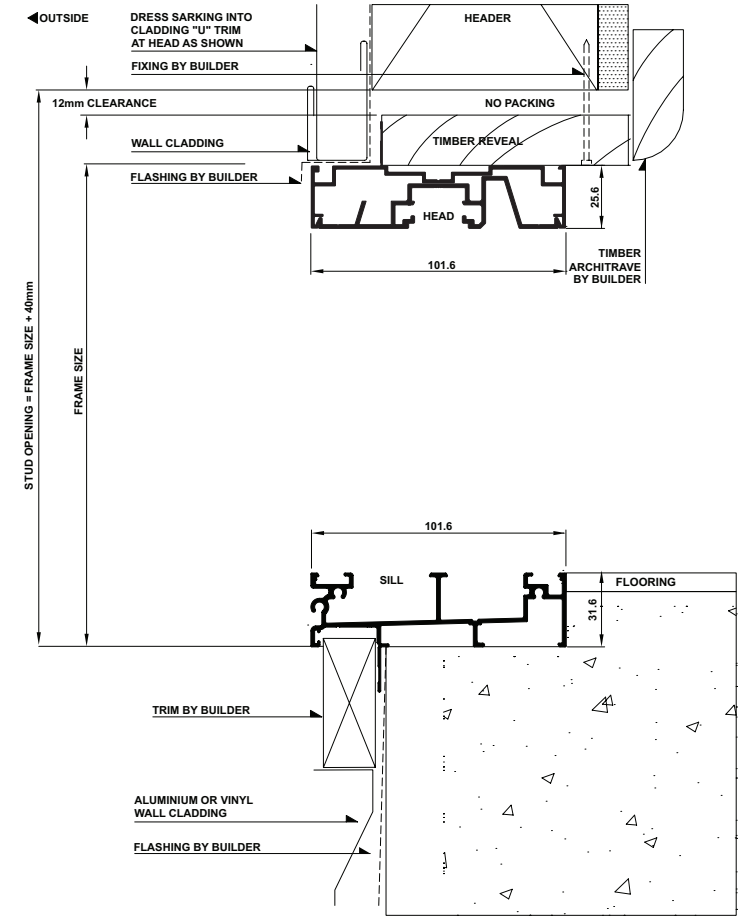 OUTSIDE
DRESS SARKING INTO
CLADDING "U" TRIM
AT HEAD AS SHOWN
HEADER
FIXING BY BUILDER
12mm CLEARANCE
NO PACKING
WALL CLADDING
TIMBER REVEAL
FLASHING BY BUILDER
25.6
HEAD
101.6
TIMBER
ARCHITRAVE
BY BUILDER
STUD OPENING = FRAME SIZE + 40mm
FRAME SIZE
101.6
SILL
FLOORING
31.6
TRIM BY BUILDER
ALUMINIUM OR VINYL
WALL CLADDING
FLASHING BY BUILDER